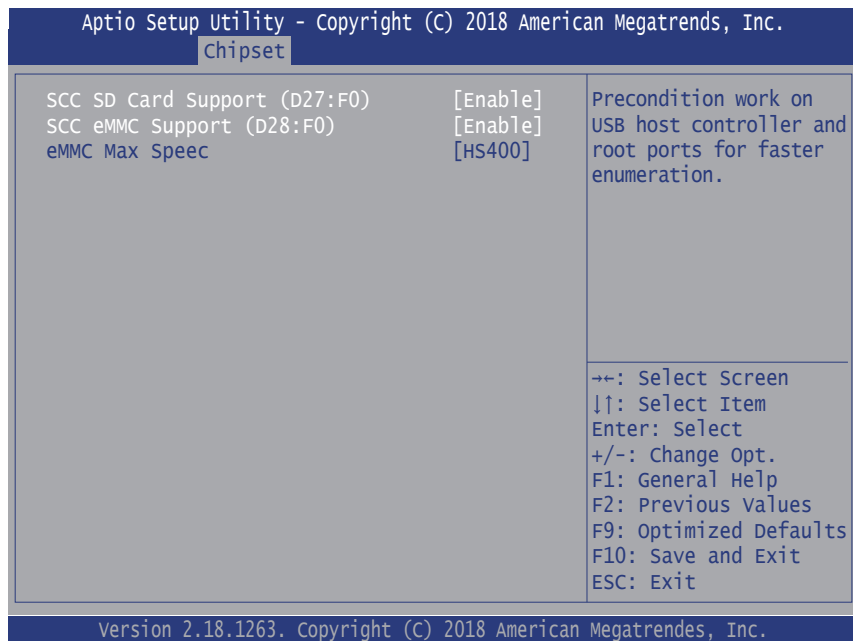 Aptio Setup Utility - Copyright (C) 2018 American Megatrends, Inc.
Chipset
SCC SD Card Support (D27:F0) [Enable]
SCC eMMC Support (D28:F0) [Enable]
eMMC Max Speec [HS400]
Precondition work on
USB host controller and
root ports for faster
enumeration.
→←: Select Screen
↓↑: Select Item
Enter: Select
+/-: Change Opt.
F1: General Help
F2: Previous Values
F9: Optimized Defaults
F10: Save and Exit
ESC: Exit
Version 2.18.1263. Copyright (C) 2018 American Megatrendes, Inc.